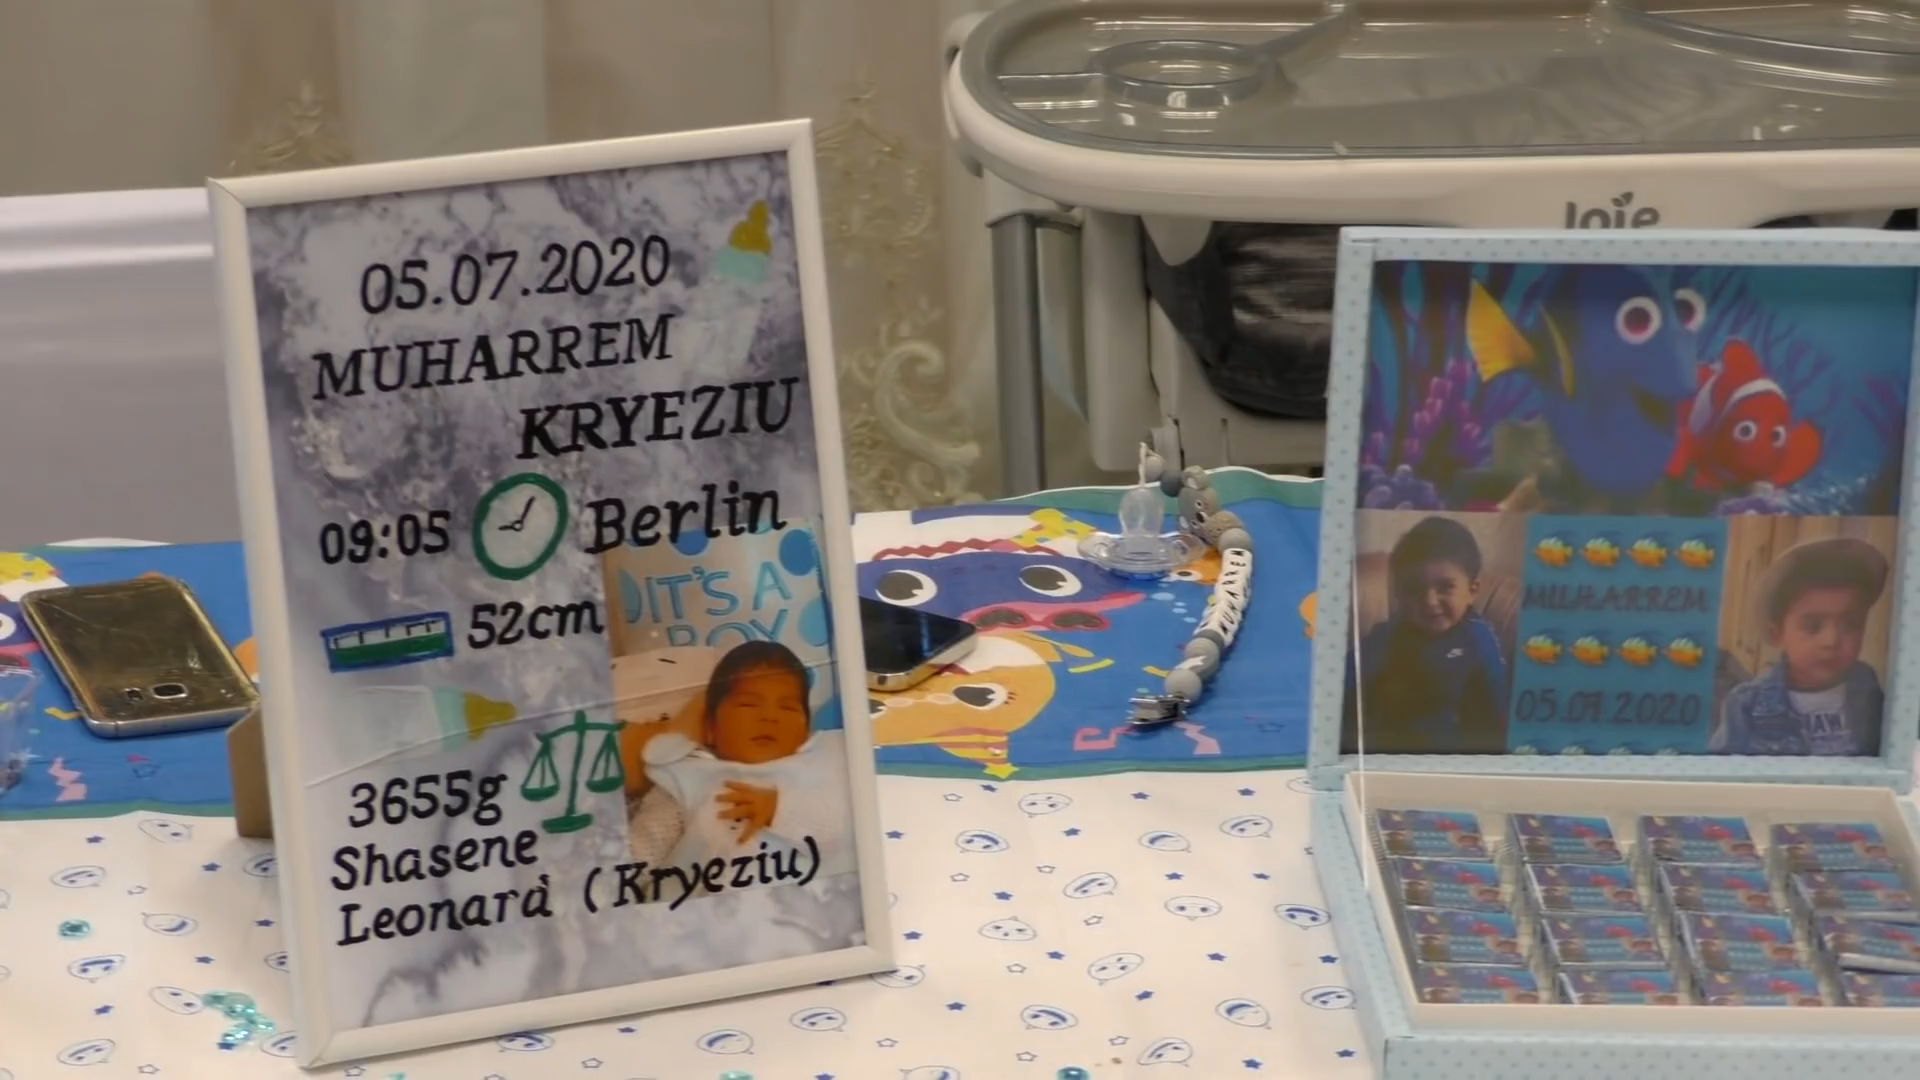 05.07.2020
MUHARREM
KRYEZIU
09:05 Berlin
52cm
IT'S A
BOY
3655g
Shasene
Leonard (Kryeziu)
Joie
MUHARREM
MUHARREM
05.07.2020